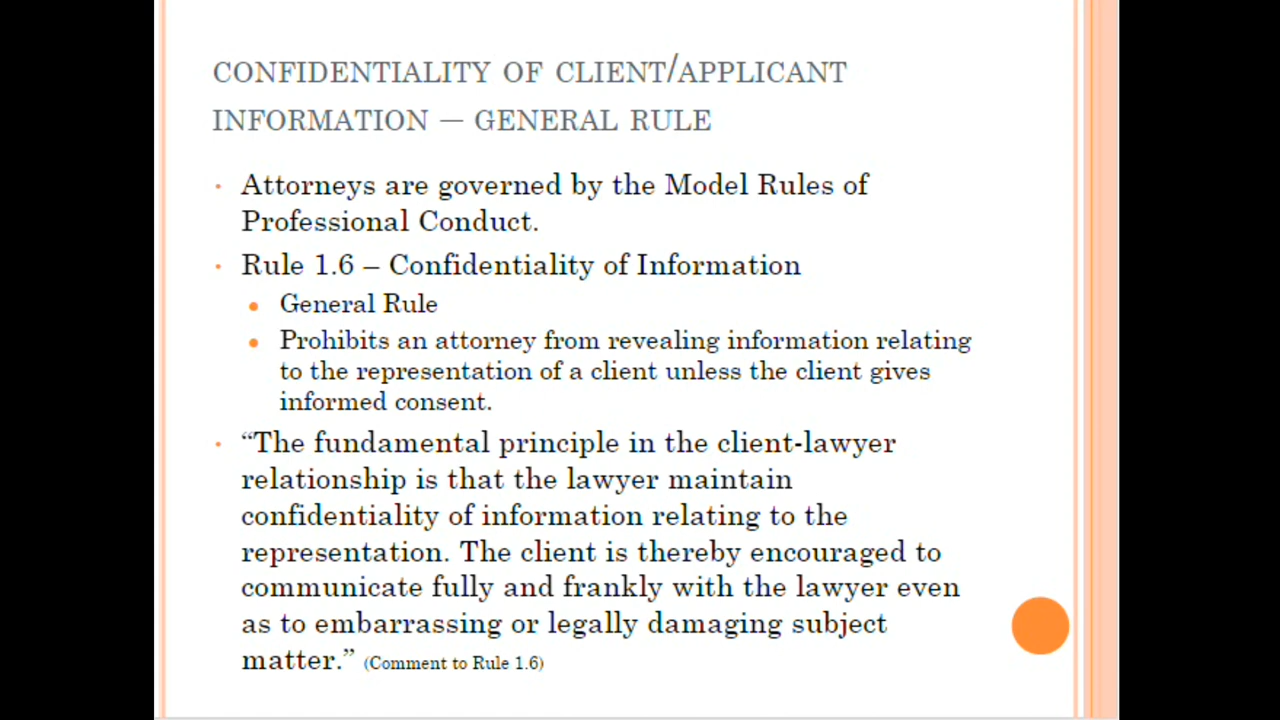 CONFIDENTIALITY OF CLIENT/APPLICANT
INFORMATION – GENERAL RULE
• Attorneys are governed by the Model Rules of
Professional Conduct.
• Rule 1.6 – Confidentiality of Information
• General Rule
• Prohibits an attorney from revealing information relating
to the representation of a client unless the client gives
informed consent.
• “The fundamental principle in the client-lawyer
relationship is that the lawyer maintain
confidentiality of information relating to the
representation. The client is thereby encouraged to
communicate fully and frankly with the lawyer even
as to embarrassing or legally damaging subject
matter.” (Comment to Rule 1.6)